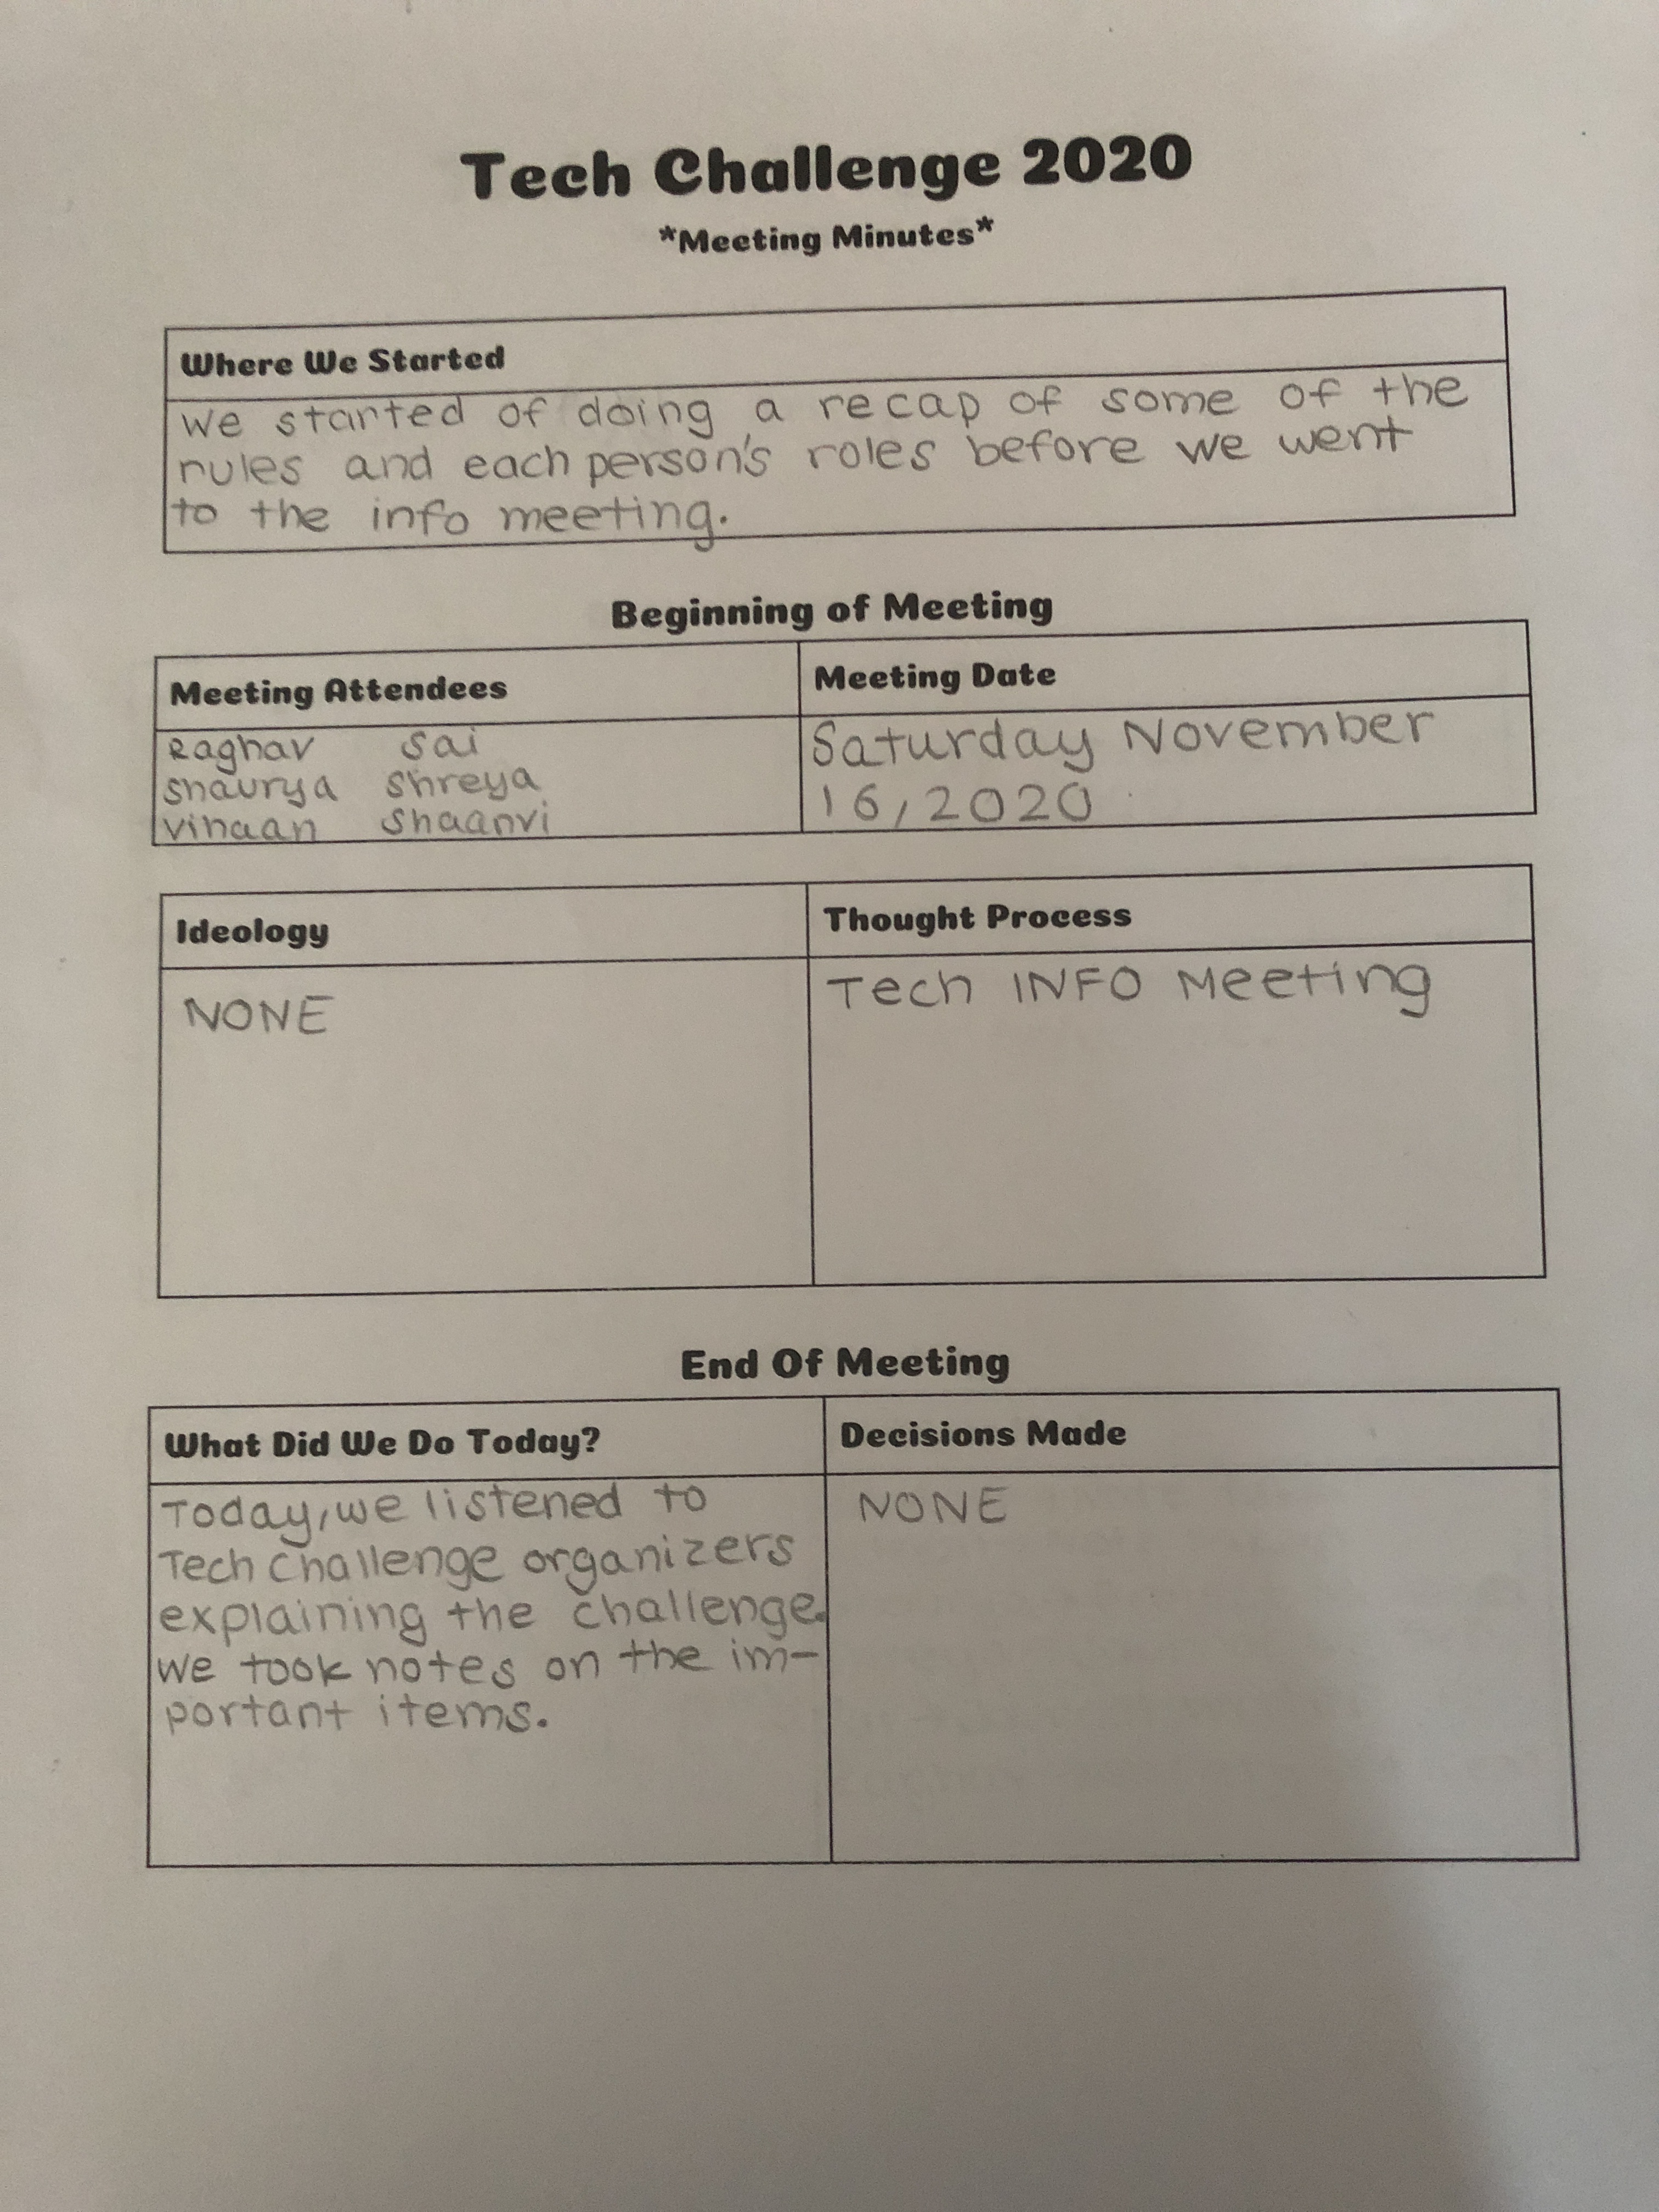 Tech Challenge 2020
*Meeting Minutes*
Where We Started
We started of doing a recap of some of the
rules and each person's roles before we went
to the info meeting.
Beginning of Meeting
Meeting Attendees
Meeting Date
Raghav Sai
Shaurya Shreya
Vihaan Shaanvi
Saturday November
16, 2020
Ideology
Thought Process
NONE
Tech INFO Meeting
End Of Meeting
What Did We Do Today?
Decisions Made
Today, we listened to
Tech Challenge organizers
explaining the challenge.
We took notes on the im-
portant items.
NONE